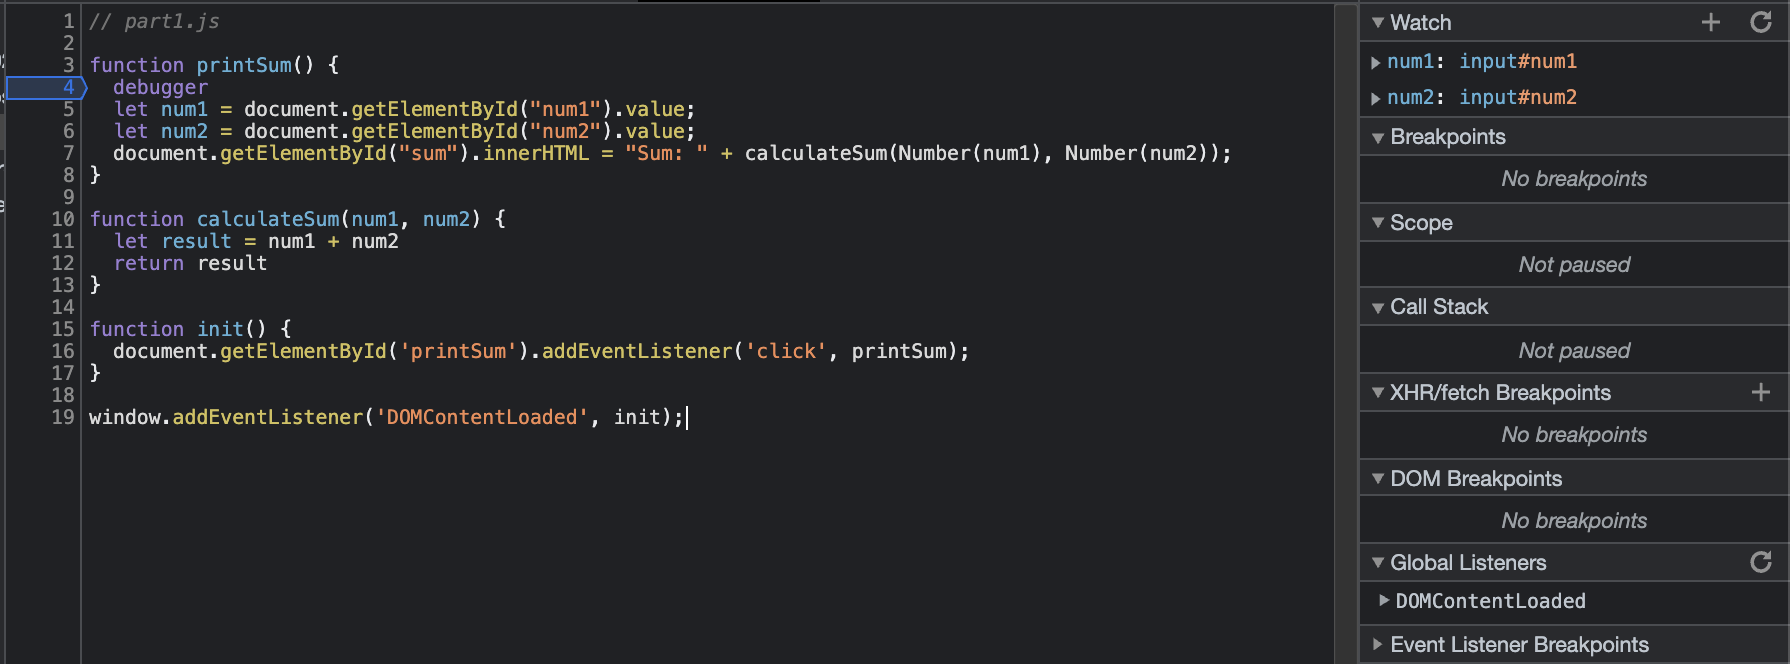 1 // part1.js
2
3 function printSum() {
4   debugger
5   let num1 = document.getElementById("num1").value;
6   let num2 = document.getElementById("num2").value;
7   document.getElementById("sum").innerHTML = "Sum: " + calculateSum(Number(num1), Number(num2));
8 }
9
10 function calculateSum(num1, num2) {
11   let result = num1 + num2
12   return result
13 }
14
15 function init() {
16   document.getElementById('printSum').addEventListener('click', printSum);
17 }
18
19 window.addEventListener('DOMContentLoaded', init);
Watch
num1: input#num1
num2: input#num2
Breakpoints
No breakpoints
Scope
Not paused
Call Stack
Not paused
XHR/fetch Breakpoints
No breakpoints
DOM Breakpoints
No breakpoints
Global Listeners
DOMContentLoaded
Event Listener Breakpoints